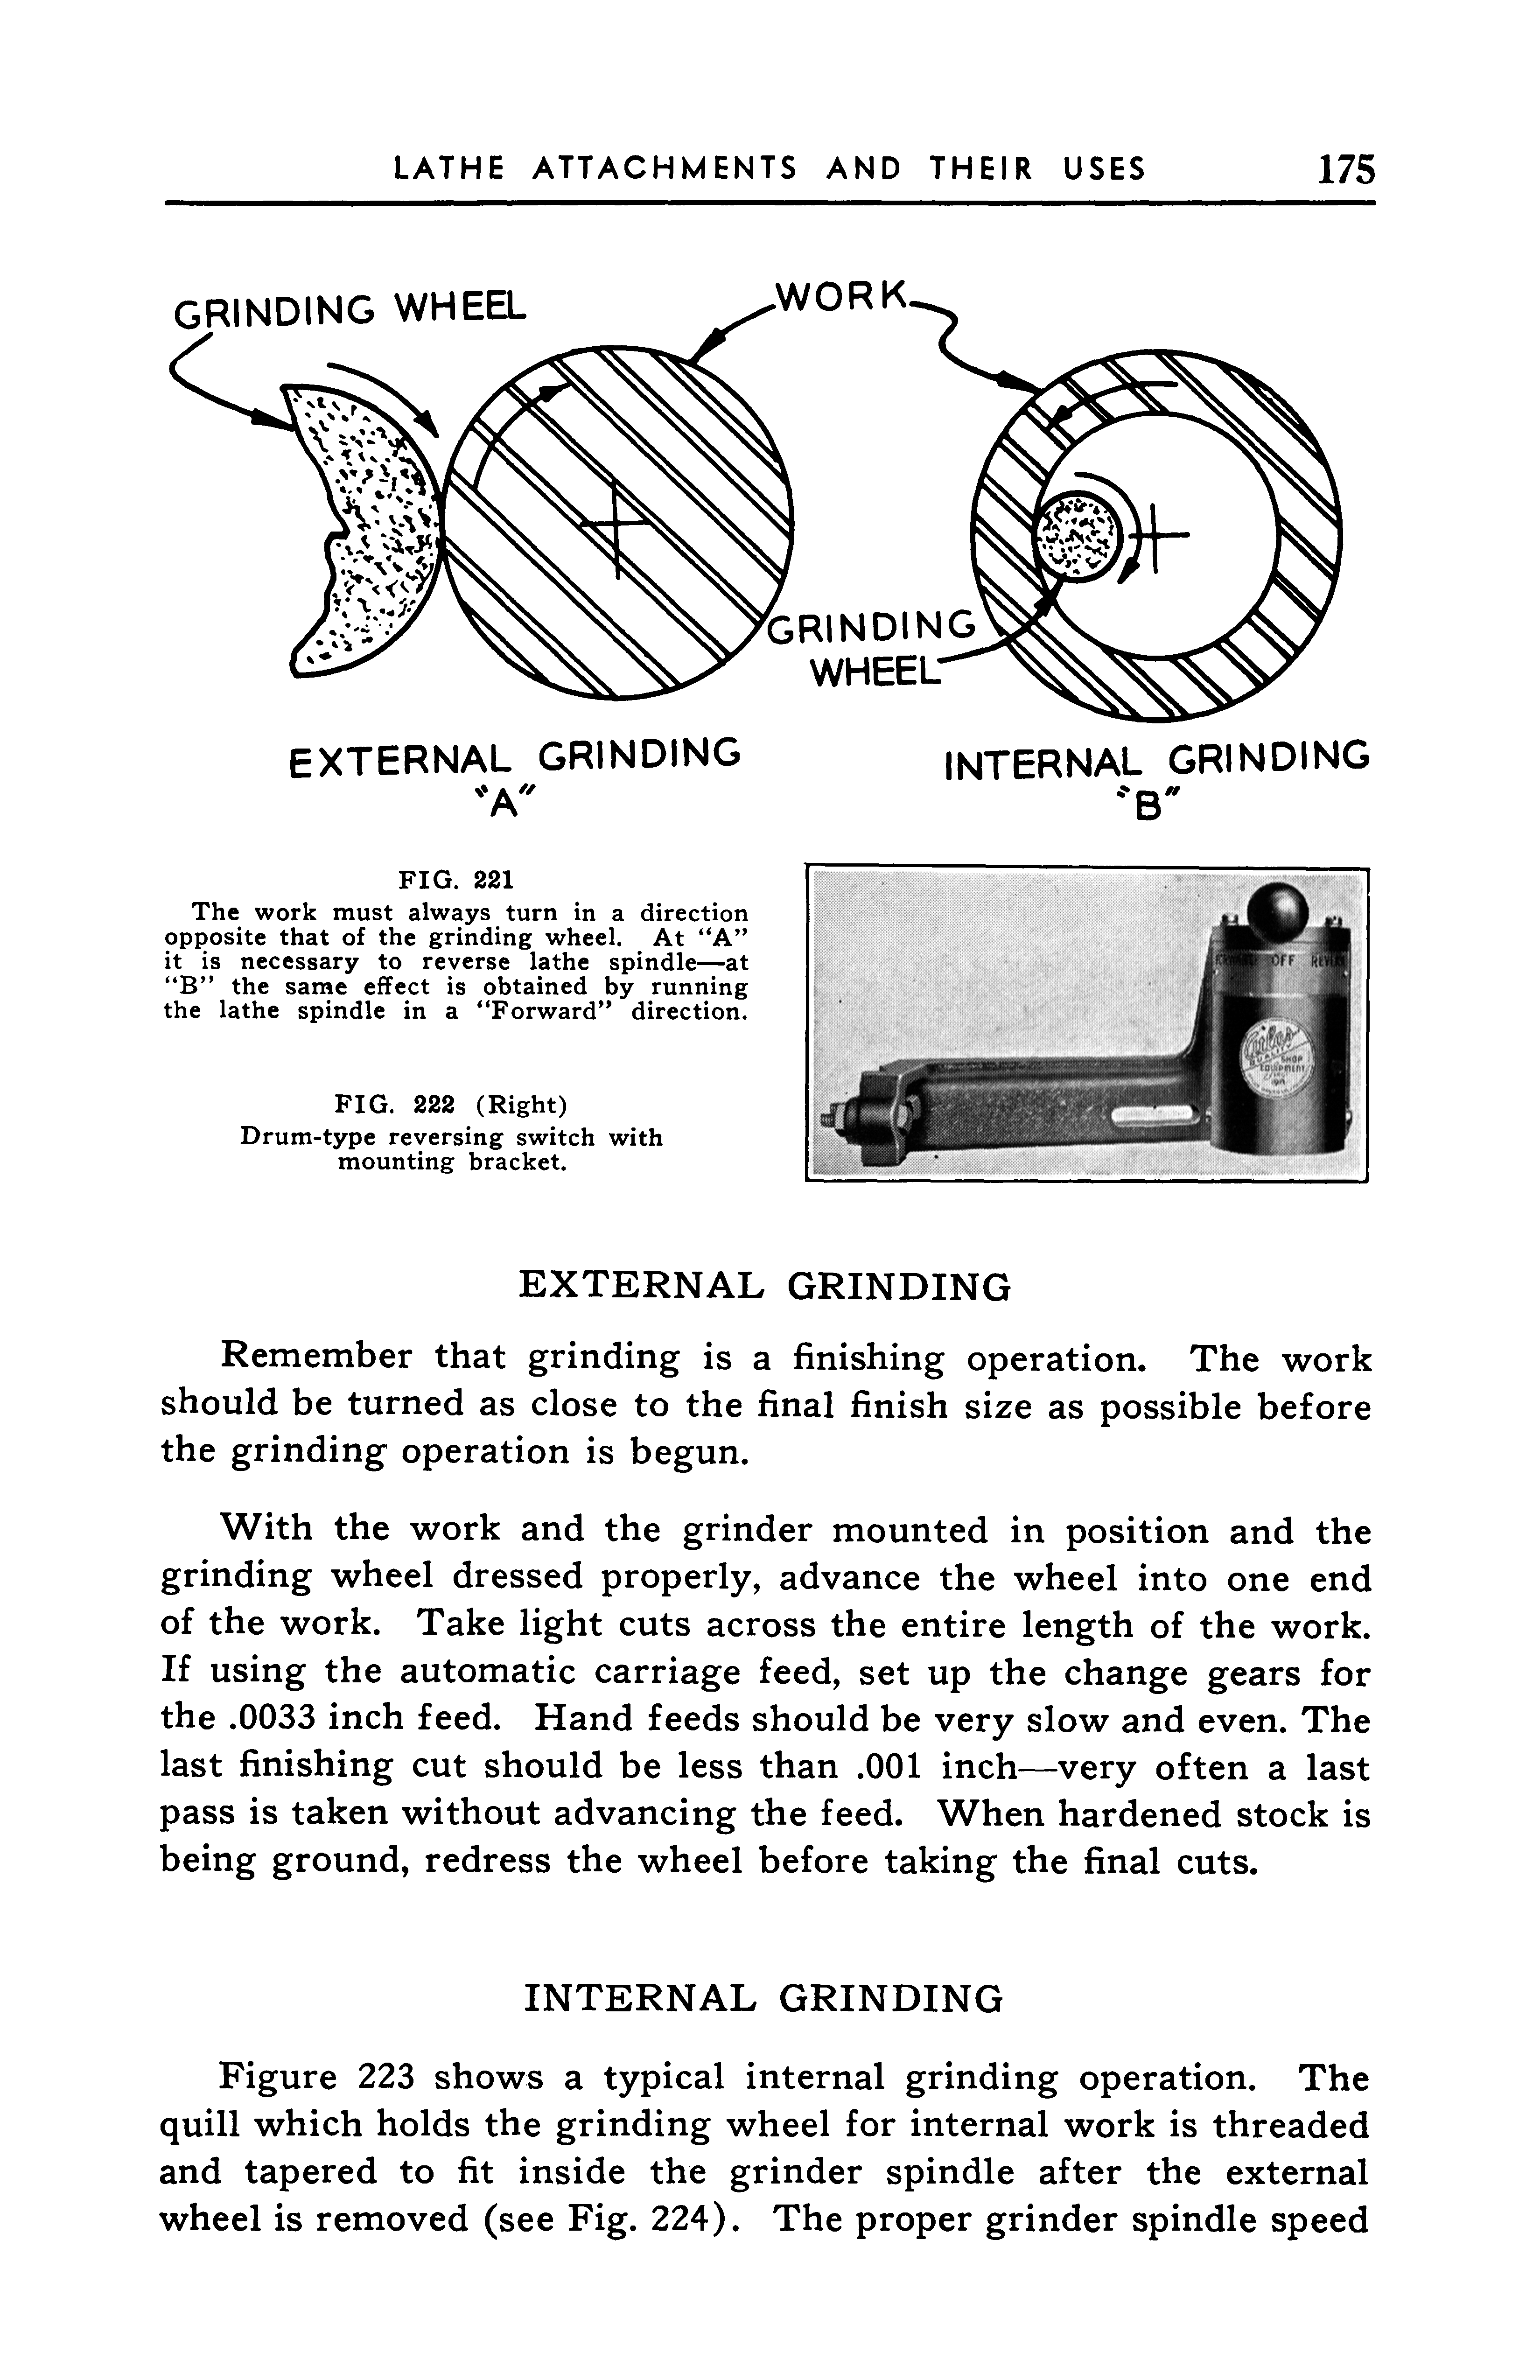 LATHE ATTACHMENTS AND THEIR USES 175
GRINDING WHEEL
WORK
GRINDING
WHEEL
EXTERNAL GRINDING
"A"
INTERNAL GRINDING
"B"
FIG. 221
The work must always turn in a direction
opposite that of the grinding wheel. At “A”
it is necessary to reverse lathe spindle—at
“B” the same effect is obtained by running
the lathe spindle in a “Forward” direction.
FIG. 222 (Right)
Drum-type reversing switch with
mounting bracket.
OFF
QUALITY
SHOP
EQUIPMENT
EXTERNAL GRINDING
Remember that grinding is a finishing operation. The work
should be turned as close to the final finish size as possible before
the grinding operation is begun.
With the work and the grinder mounted in position and the
grinding wheel dressed properly, advance the wheel into one end
of the work. Take light cuts across the entire length of the work.
If using the automatic carriage feed, set up the change gears for
the .0033 inch feed. Hand feeds should be very slow and even. The
last finishing cut should be less than .001 inch—very often a last
pass is taken without advancing the feed. When hardened stock is
being ground, redress the wheel before taking the final cuts.
INTERNAL GRINDING
Figure 223 shows a typical internal grinding operation. The
quill which holds the grinding wheel for internal work is threaded
and tapered to fit inside the grinder spindle after the external
wheel is removed (see Fig. 224). The proper grinder spindle speed